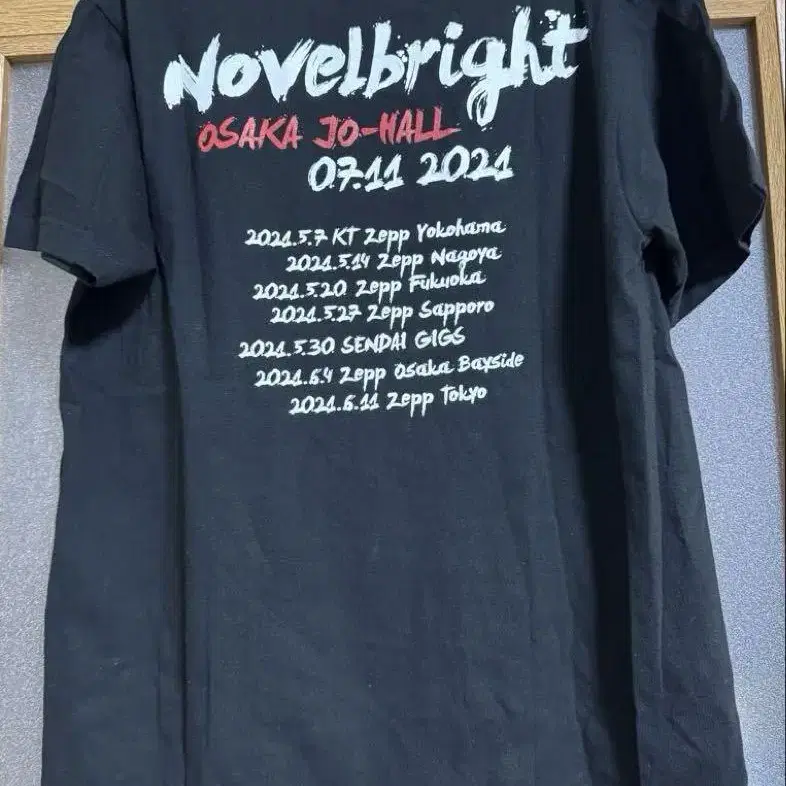 Novelbright
OSAKA JO-HALL
07.11 2021
2021.5.7 KT Zepp Yokohama
2021.5.14 Zepp Nagoya
2021.5.20 Zepp Fukuoka
2021.5.27 Zepp Sapporo
2021.5.30 SENDAI GIGS
2021.6.4 Zepp Osaka Bayside
2021.6.11 Zepp Tokyo